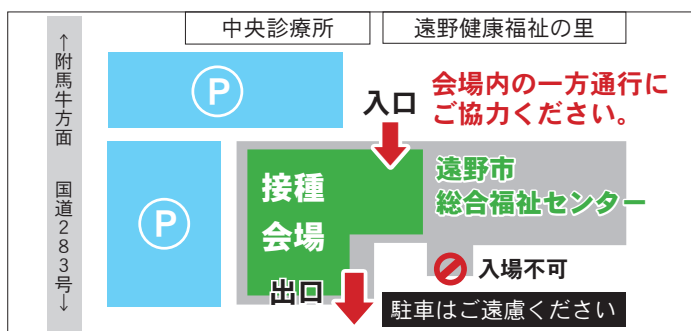 中央診療所
遠野健康福祉の里
←附馬牛方面
国道283号→
P
会場内の一方通行に
ご協力ください。
入口
P
接種
会場
遠野市
総合福祉センター
入場不可
出口
駐車はご遠慮ください